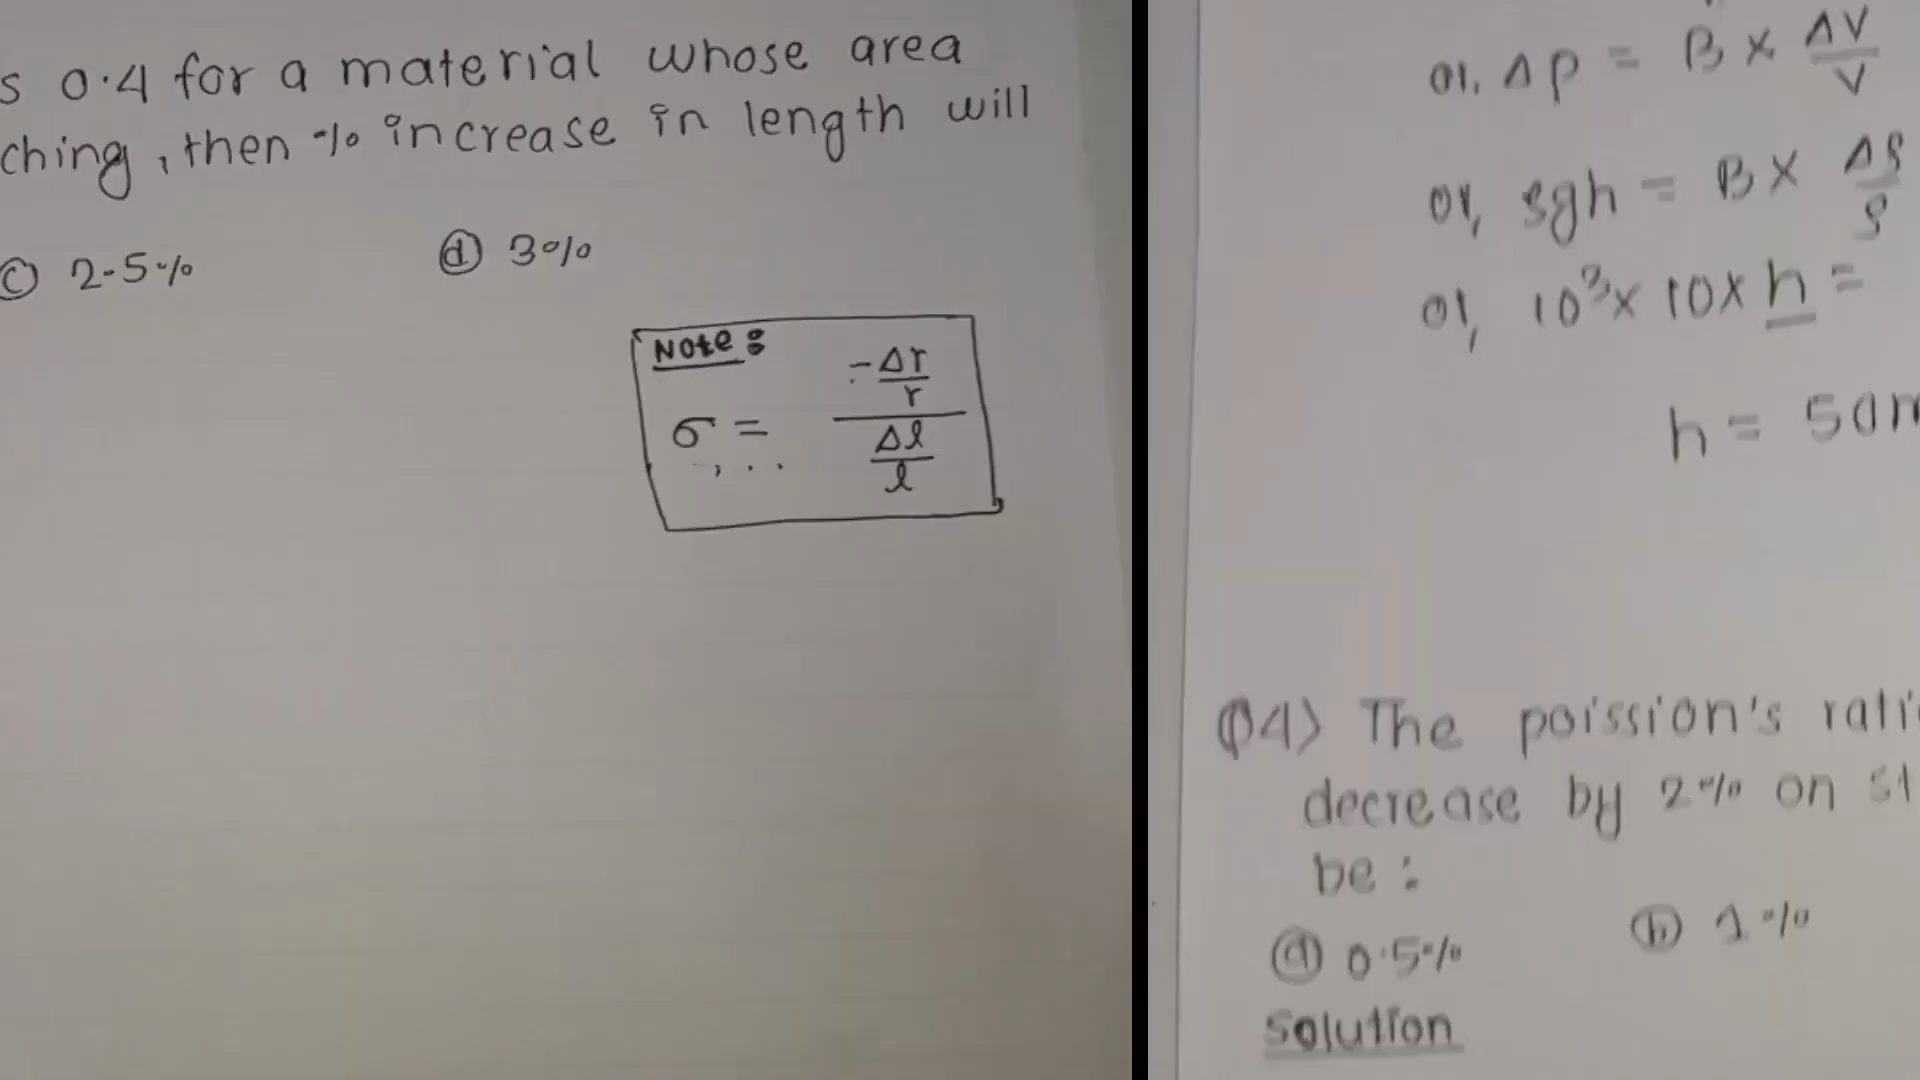 s 0.4 for a material whose area
ching, then % increase in length will
c 2.5% d 3%
Note:
σ = -Δr/r / Δl/l
or, Δp = B × ΔV/V
or, ρgh = B × Δρ/ρ
or, 10³ × 10 × h =
h = 50m
Q4) The poission's rati
decrease by 2% on st
be :
a 0.5% b 1%
solution